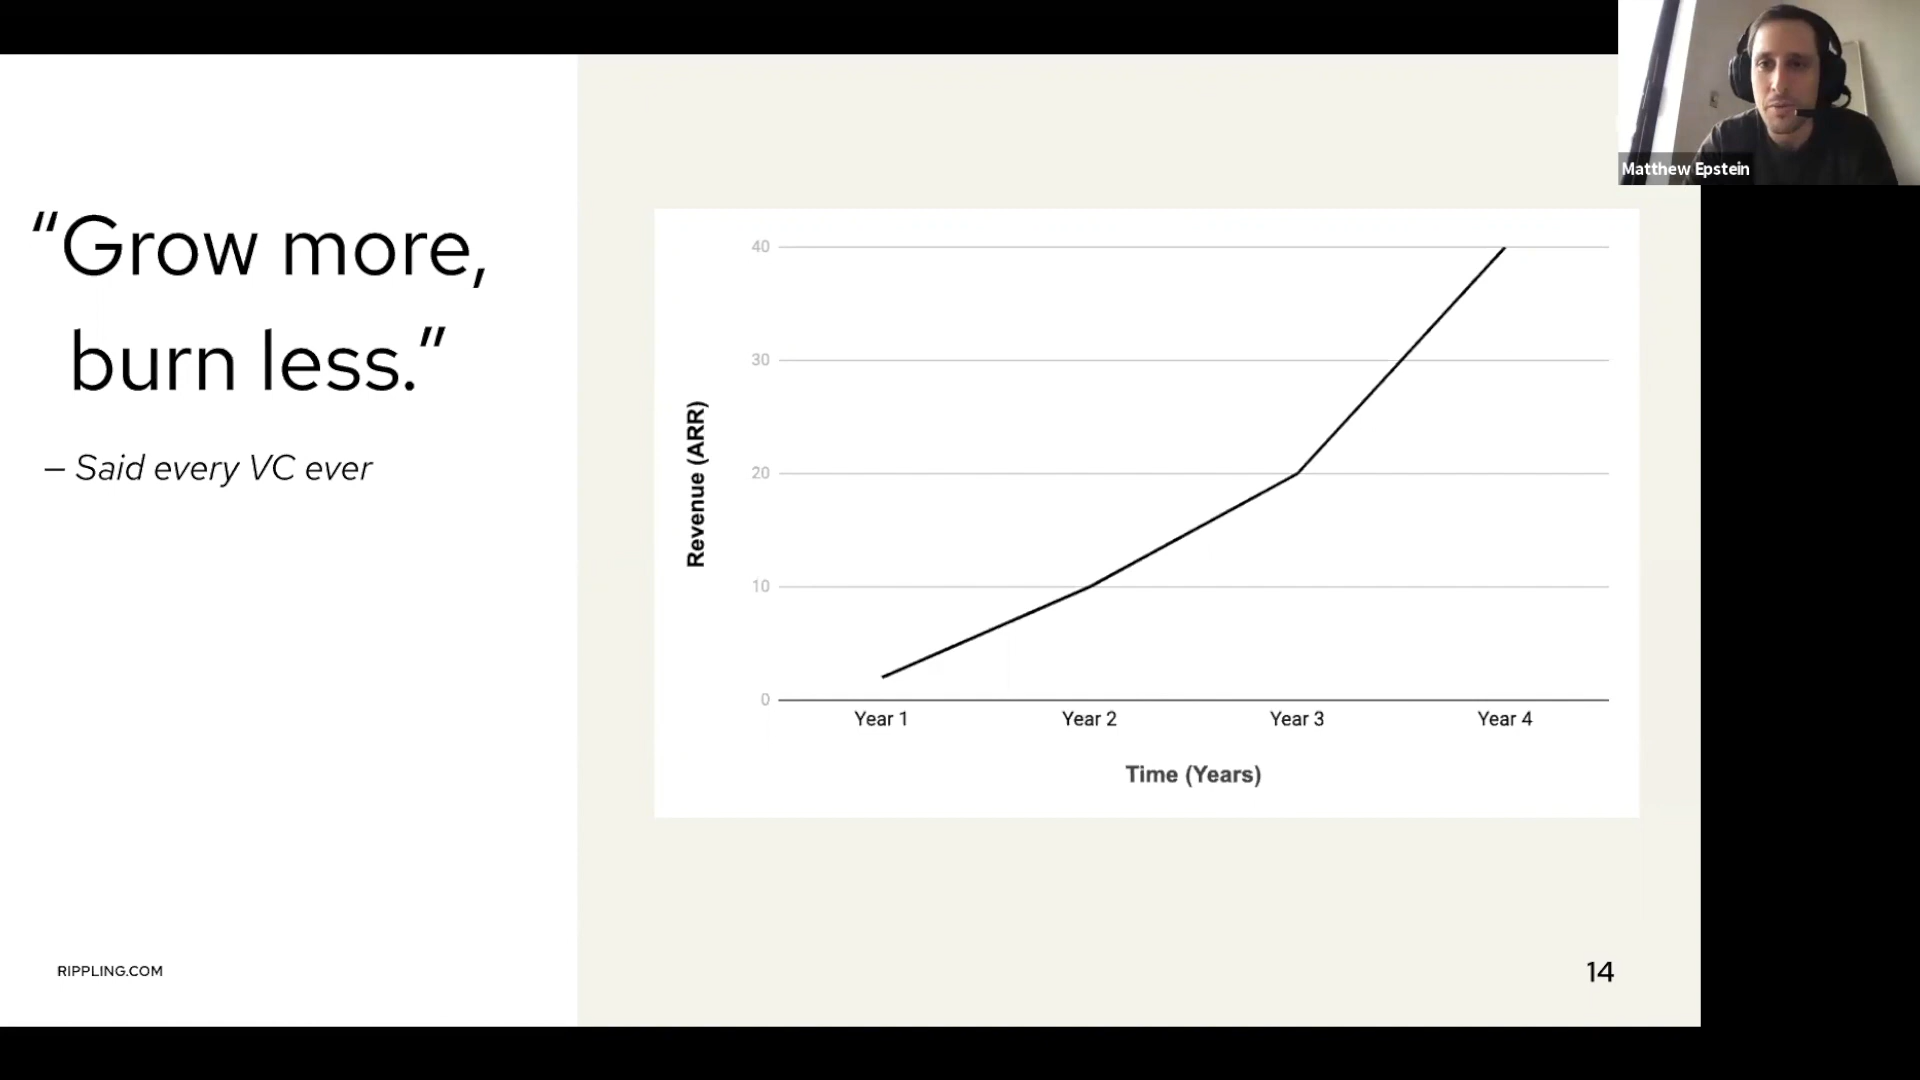 Matthew Epstein
“Grow more,
burn less.”
– Said every VC ever
40
30
20
10
0
Revenue (ARR)
Year 1
Year 2
Year 3
Year 4
Time (Years)
RIPPLING.COM
14